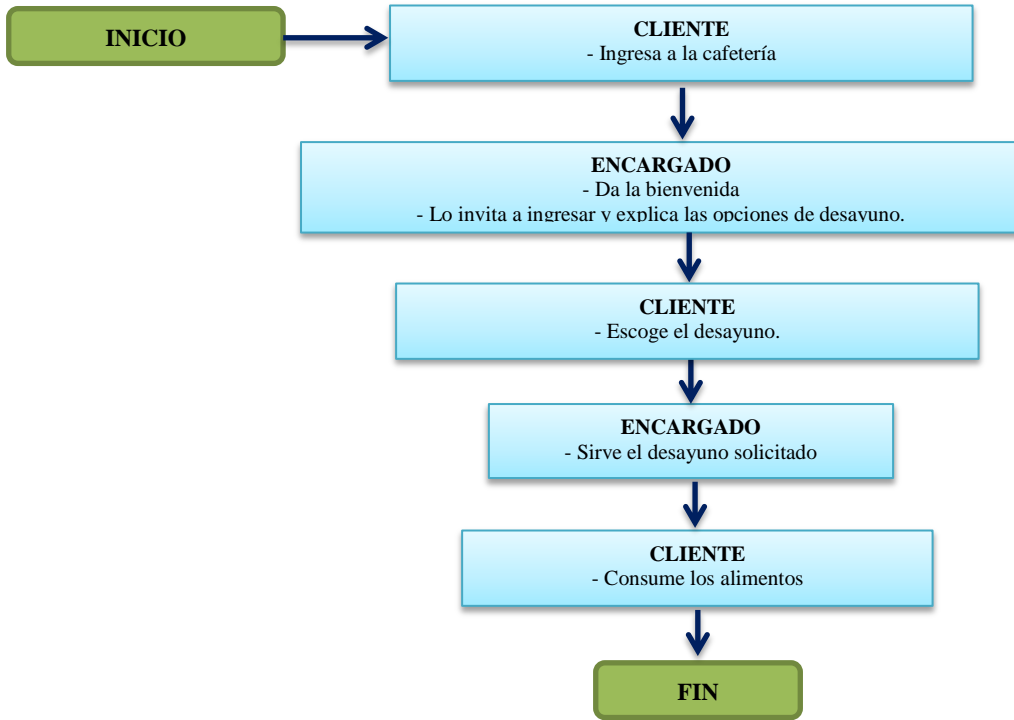 INICIO
CLIENTE
- Ingresa a la cafetería
ENCARGADO
- Da la bienvenida
- Lo invita a ingresar y explica las opciones de desayuno.
CLIENTE
- Escoge el desayuno.
ENCARGADO
- Sirve el desayuno solicitado
CLIENTE
- Consume los alimentos
FIN